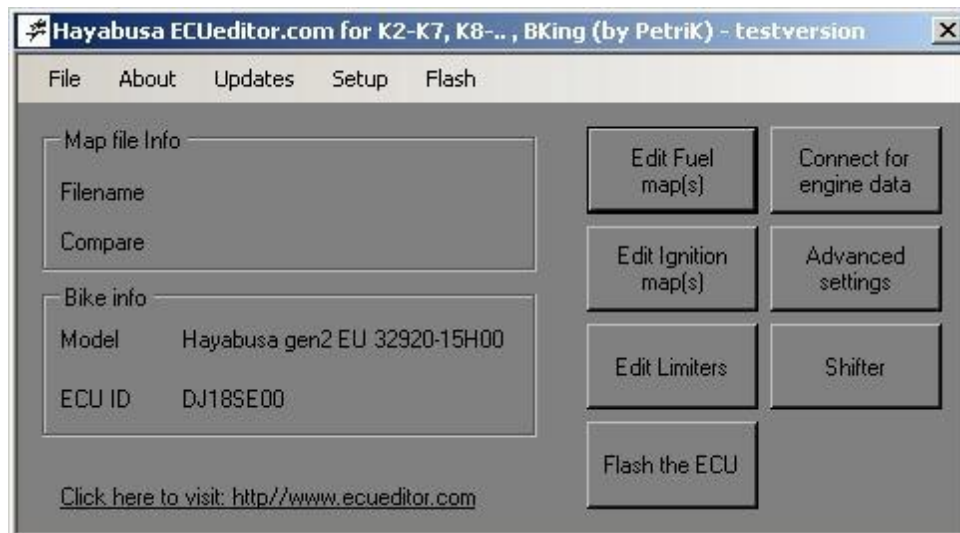 Hayabusa ECUeditor.com for K2-K7, K8-.. , BKing (by PetriK) - testversion
File About Updates Setup Flash
Map file Info
Filename
Compare
Bike info
Model Hayabusa gen2 EU 32920-15H00
ECU ID DJ18SE00
Click here to visit: http//www.ecueditor.com
Edit Fuel
map(s)
Connect for
engine data
Edit Ignition
map(s)
Advanced
settings
Edit Limiters
Shifter
Flash the ECU